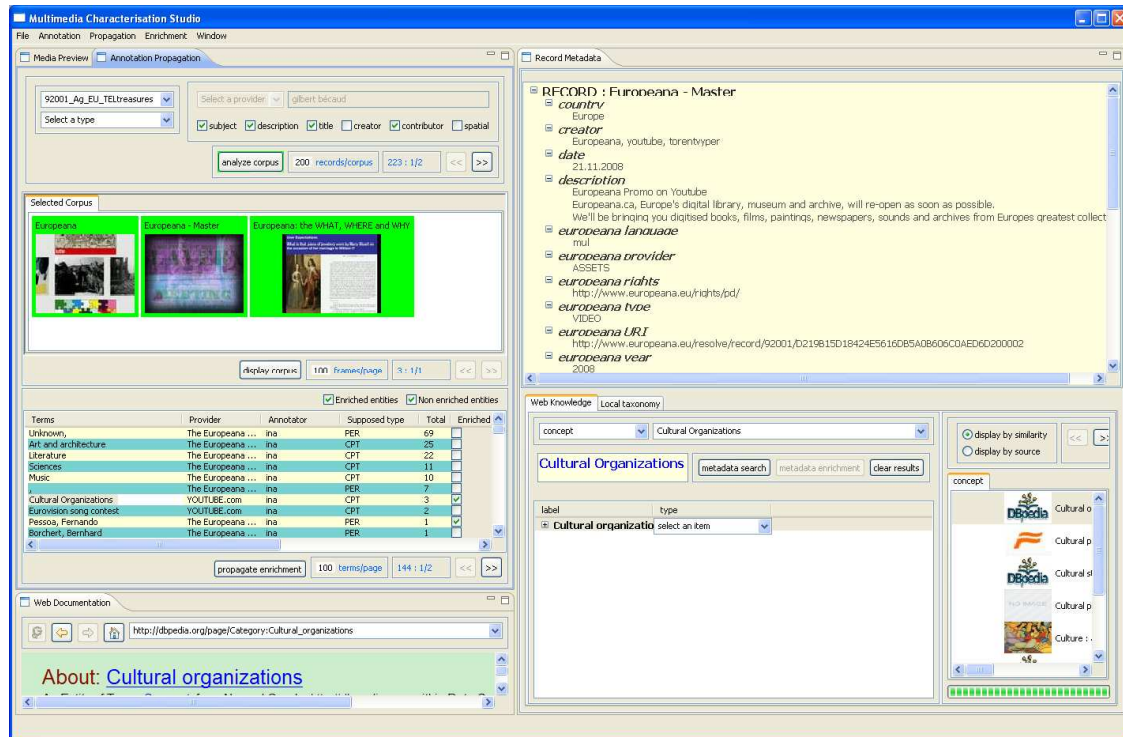 Multimedia Characterisation Studio
File Annotation Propagation Enrichment Window
Media Preview Annotation Propagation
92001_Ag_EU_TELtreasures Select a provider gilbert bécaud
Select a type subject description title creator contributor spatial
analyze corpus 200 records/corpus 223 : 1/2 << >>
Selected Corpus
Europeana Europeana - Master Europeana: the WHAT, WHERE and WHY
display corpus 100 frames/page 3 : 1/1 << >>
Enriched entities Non enriched entities
Terms Provider Annotator Supposed type Total Enriched
Unknown, The Europeana ... ina PER 69
Art and architecture The Europeana ... ina CPT 25
Literature The Europeana ... ina CPT 22
Sciences The Europeana ... ina CPT 11
Music The Europeana ... ina CPT 10
, The Europeana ... ina PER 7
Cultural Organizations YOUTUBE.com ina CPT 3
Eurovision song contest YOUTUBE.com ina CPT 2
Pessoa, Fernando The Europeana ... ina PER 1
Borchert, Bernhard The Europeana ... ina PER 1
propagate enrichment 100 terms/page 144 : 1/2 << >>
Web Documentation
http://dbpedia.org/page/Category:Cultural_organizations
About: Cultural organizations
Record Metadata
RECORD : Europeana - Master
country
Europe
creator
Europeana, youtube, torentvyper
date
21.11.2008
description
Europeana Promo on Youtube
Europeana.ca, Europe's digital library, museum and archive, will re-open as soon as possible.
We'll be bringing you digitised books, films, paintings, newspapers, sounds and archives from Europes greatest collect
europeana language
mul
europeana provider
ASSETS
europeana rights
http://www.europeana.eu/rights/pd/
europeana type
VIDEO
europeana URI
http://www.europeana.eu/resolve/record/92001/D219B15D18424E5616DB5A0B606C0AED6D200002
europeana year
2008
Web Knowledge Local taxonomy
concept Cultural Organizations
Cultural Organizations metadata search metadata enrichment clear results
label type
Cultural organizatio select an item
display by similarity << >
display by source
concept
DBpedia Cultural o
Cultural p
DBpedia Cultural s
NO IMAGE Cultural p
Culture :